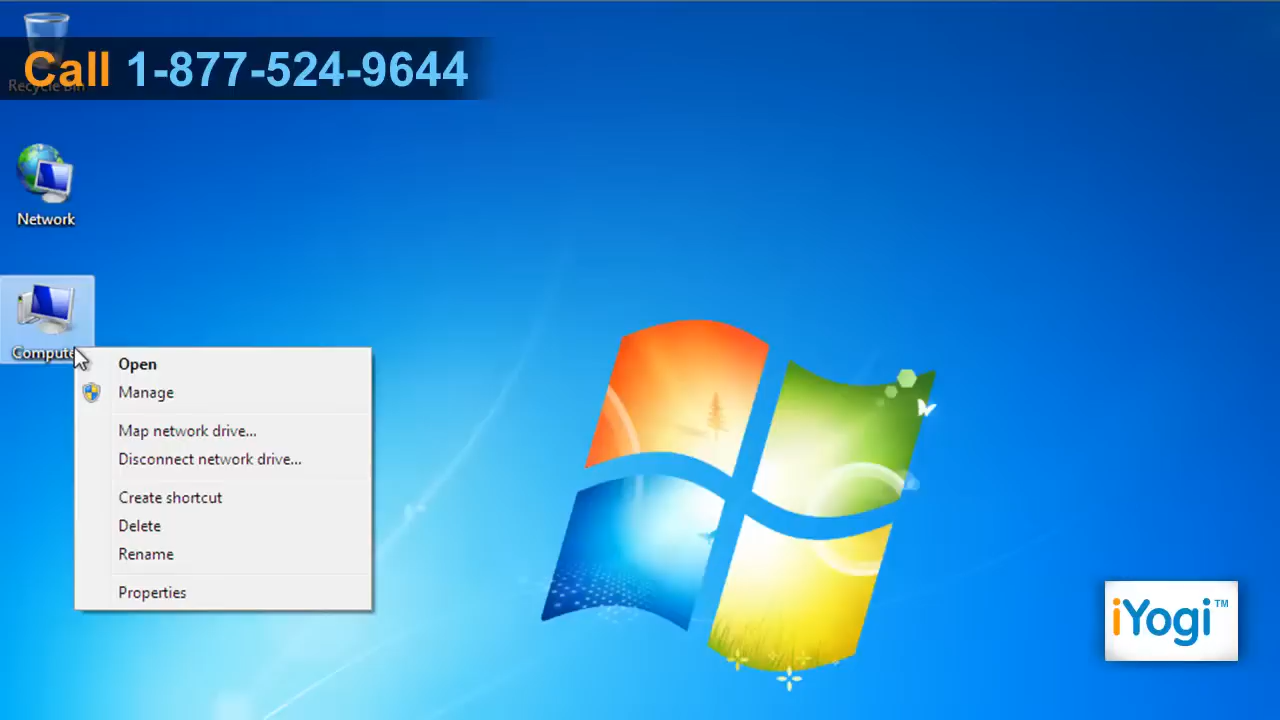 Call 1-877-524-9644
Recycle Bin
Network
Compute
Open
Manage
Map network drive...
Disconnect network drive...
Create shortcut
Delete
Rename
Properties
iYogi™